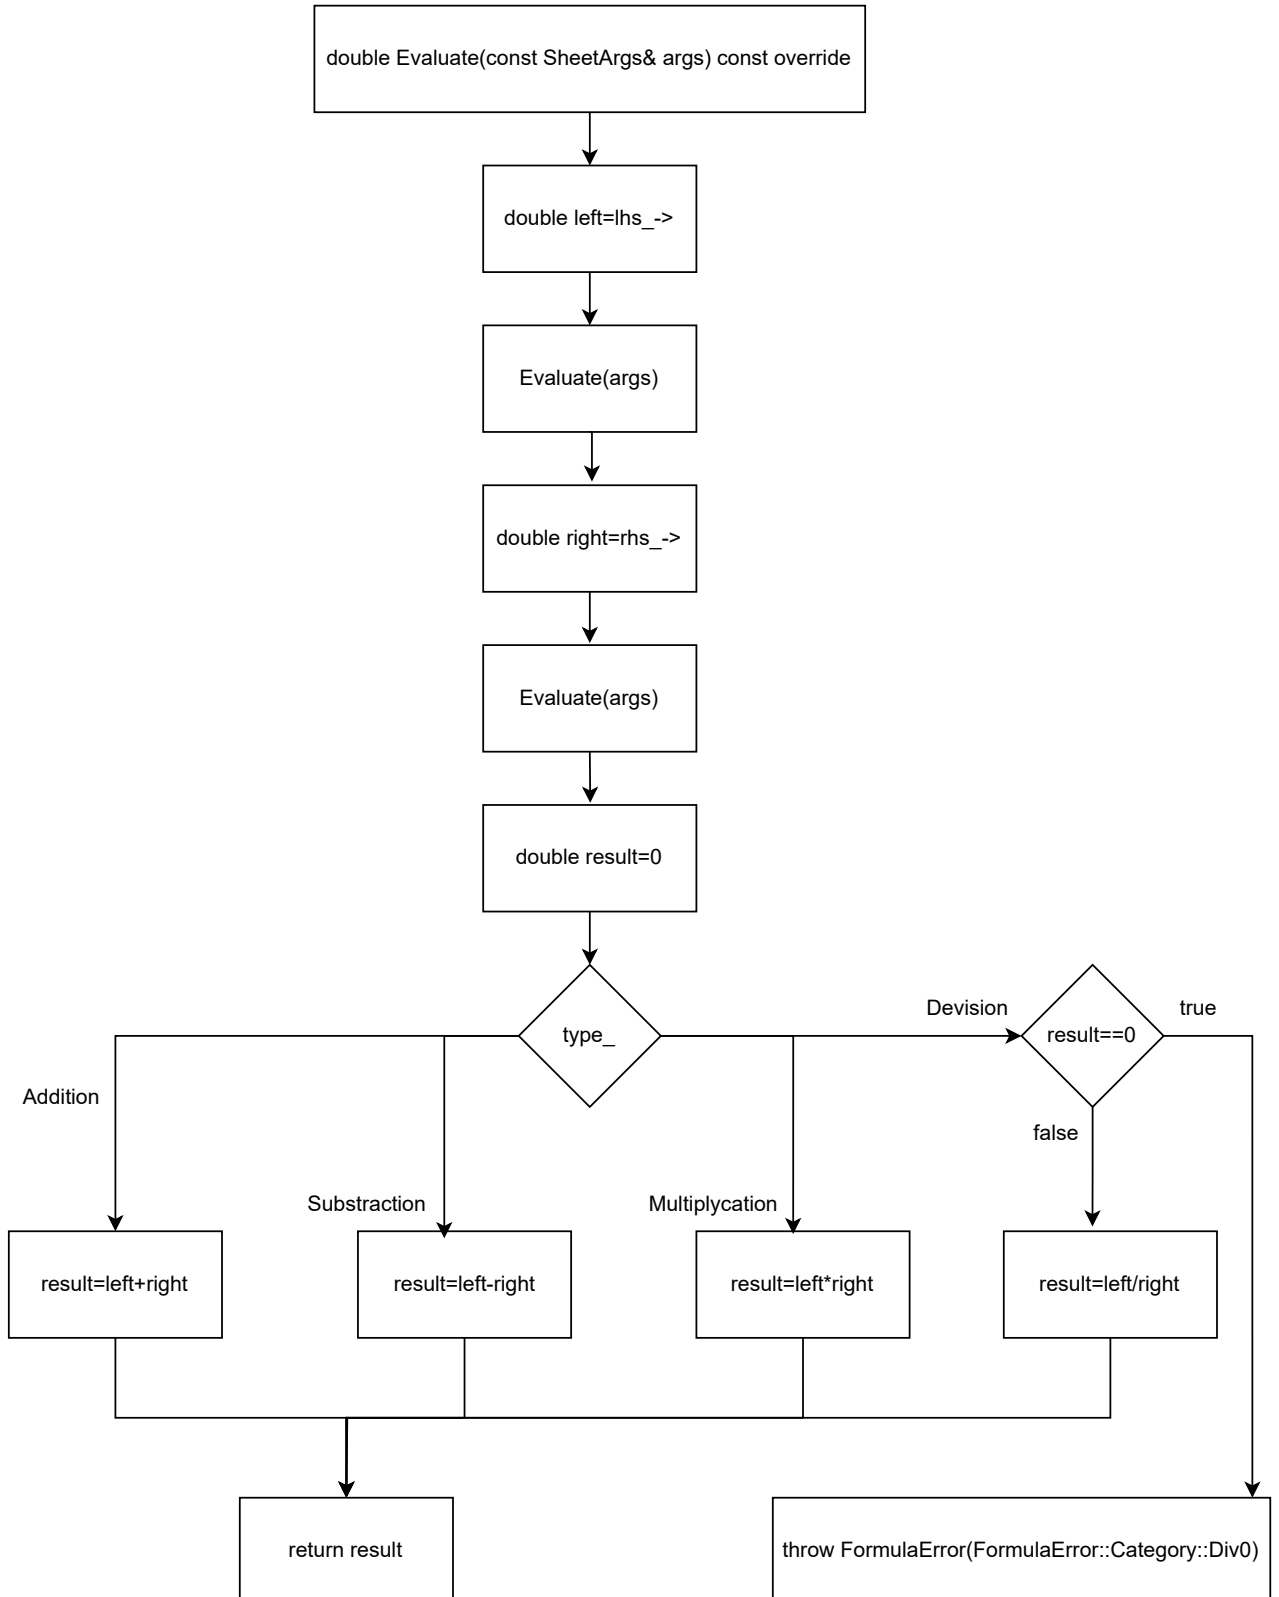 double Evaluate(const SheetArgs& args) const override
double left=lhs_->
Evaluate(args)
double right=rhs_->
Evaluate(args)
double result=0
type_
Devision
result==0
true
Addition
false
Substraction
Multiplycation
result=left+right
result=left-right
result=left*right
result=left/right
return result
throw FormulaError(FormulaError::Category::Div0)